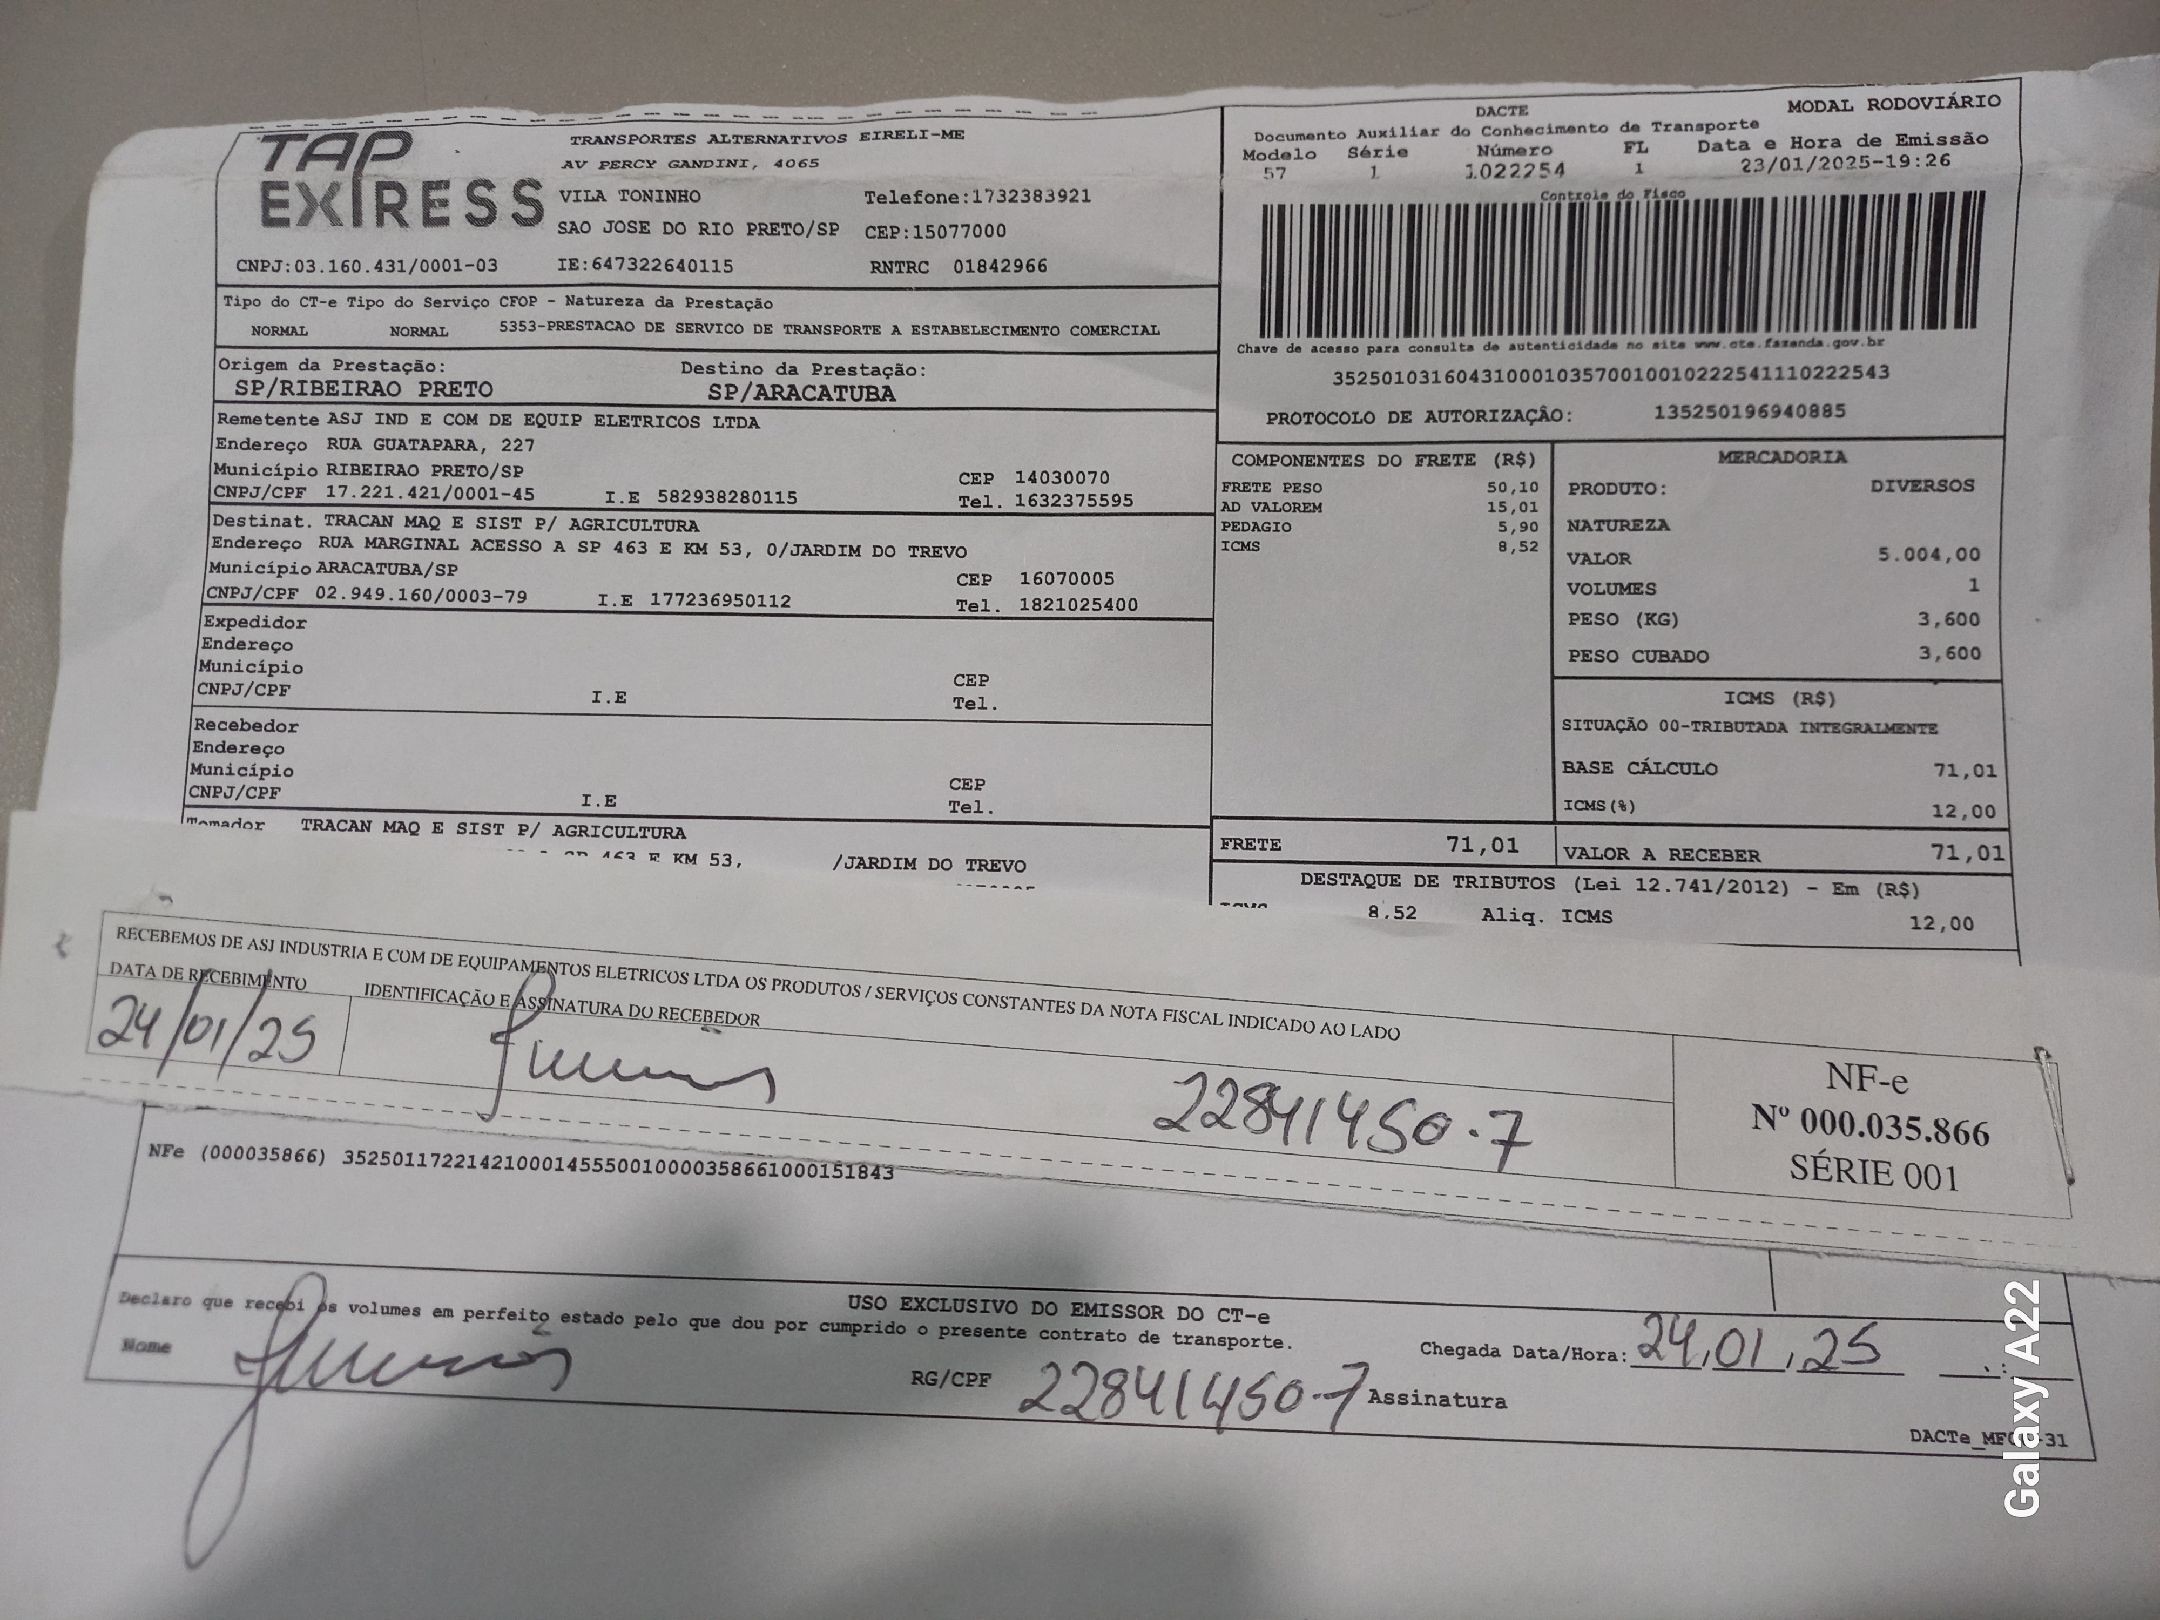 TAP
EXPRESS
TRANSPORTES ALTERNATIVOS EIRELI-ME
AV PERCY GANDINI, 4065
VILA TONINHO Telefone:1732383921
SAO JOSE DO RIO PRETO/SP CEP:15077000
CNPJ:03.160.431/0001-03 IE:647322640115 RNTRC 01842966
DACTE MODAL RODOVIÁRIO
Documento Auxiliar do Conhecimento de Transporte
Modelo Série Número FL Data e Hora de Emissão
57 1 1022254 1 23/01/2025-19:26
Controle do Fisco
Chave de acesso para consulta de autenticidade no site www.cte.fazenda.gov.br
35250103160431000103570010010222541110222543
PROTOCOLO DE AUTORIZAÇÃO: 135250196940885
Tipo do CT-e Tipo do Serviço CFOP - Natureza da Prestação
NORMAL NORMAL 5353-PRESTACAO DE SERVICO DE TRANSPORTE A ESTABELECIMENTO COMERCIAL
Origem da Prestação: Destino da Prestação:
SP/RIBEIRAO PRETO SP/ARACATUBA
Remetente ASJ IND E COM DE EQUIP ELETRICOS LTDA
Endereço RUA GUATAPARA, 227
Município RIBEIRAO PRETO/SP CEP 14030070
CNPJ/CPF 17.221.421/0001-45 I.E 582938280115 Tel. 1632375595
Destinat. TRACAN MAQ E SIST P/ AGRICULTURA
Endereço RUA MARGINAL ACESSO A SP 463 E KM 53, 0/JARDIM DO TREVO
Município ARACATUBA/SP CEP 16070005
CNPJ/CPF 02.949.160/0003-79 I.E 177236950112 Tel. 1821025400
Expedidor
Endereço
Município CEP
CNPJ/CPF I.E Tel.
Recebedor
Endereço
Município CEP
CNPJ/CPF I.E Tel.
Tomador TRACAN MAQ E SIST P/ AGRICULTURA
463 E KM 53, /JARDIM DO TREVO
COMPONENTES DO FRETE (R$)
FRETE PESO 50,10
AD VALOREM 15,01
PEDAGIO 5,90
ICMS 8,52
MERCADORIA
PRODUTO: DIVERSOS
NATUREZA
VALOR 5.004,00
VOLUMES 1
PESO (KG) 3,600
PESO CUBADO 3,600
ICMS (R$)
SITUAÇÃO 00-TRIBUTADA INTEGRALMENTE
BASE CÁLCULO 71,01
ICMS(%) 12,00
FRETE 71,01 VALOR A RECEBER 71,01
DESTAQUE DE TRIBUTOS (Lei 12.741/2012) - Em (R$)
ICMS 8,52 Aliq. ICMS 12,00
RECEBEMOS DE ASJ INDUSTRIA E COM DE EQUIPAMENTOS ELETRICOS LTDA OS PRODUTOS / SERVIÇOS CONSTANTES DA NOTA FISCAL INDICADO AO LADO
DATA DE RECEBIMENTO IDENTIFICAÇÃO E ASSINATURA DO RECEBEDOR
24/01/25 22841450-7
NF-e
Nº 000.035.866
SÉRIE 001
NFe (000035866) 35250117221421000145550010000358661000151843
USO EXCLUSIVO DO EMISSOR DO CT-e
Declaro que recebi os volumes em perfeito estado pelo que dou por cumprido o presente contrato de transporte.
Nome RG/CPF 22841450-7 Assinatura
Chegada Data/Hora: 24,01,25
Galaxy A22